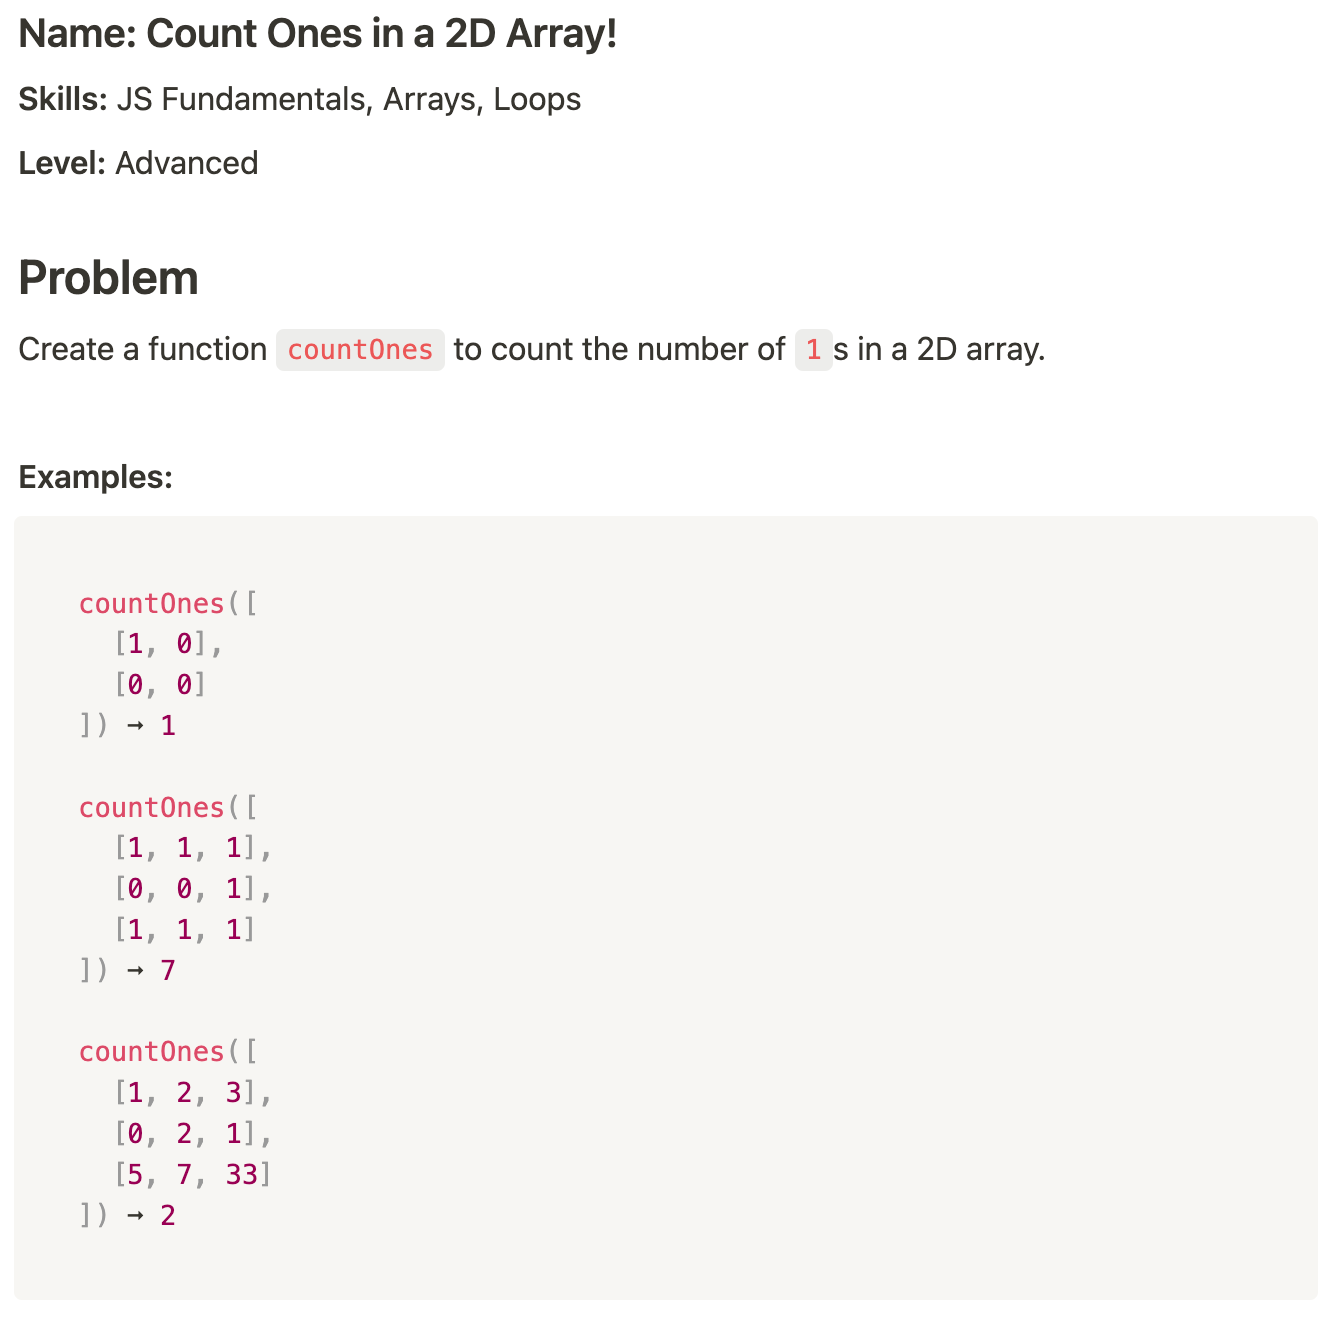 Name: Count Ones in a 2D Array!
Skills: JS Fundamentals, Arrays, Loops
Level: Advanced
Problem
Create a function countOnes to count the number of 1s in a 2D array.
Examples:
countOnes([
  [1, 0],
  [0, 0]
]) → 1
countOnes([
  [1, 1, 1],
  [0, 0, 1],
  [1, 1, 1]
]) → 7
countOnes([
  [1, 2, 3],
  [0, 2, 1],
  [5, 7, 33]
]) → 2